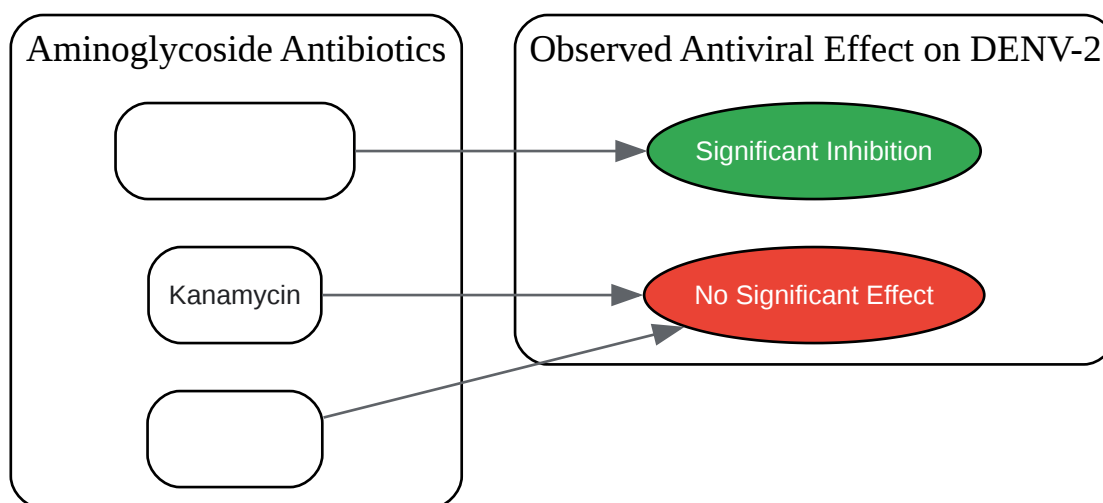 Aminoglycoside Antibiotics
Observed Antiviral Effect on DENV-2
Significant Inhibition
Kanamycin
No Significant Effect